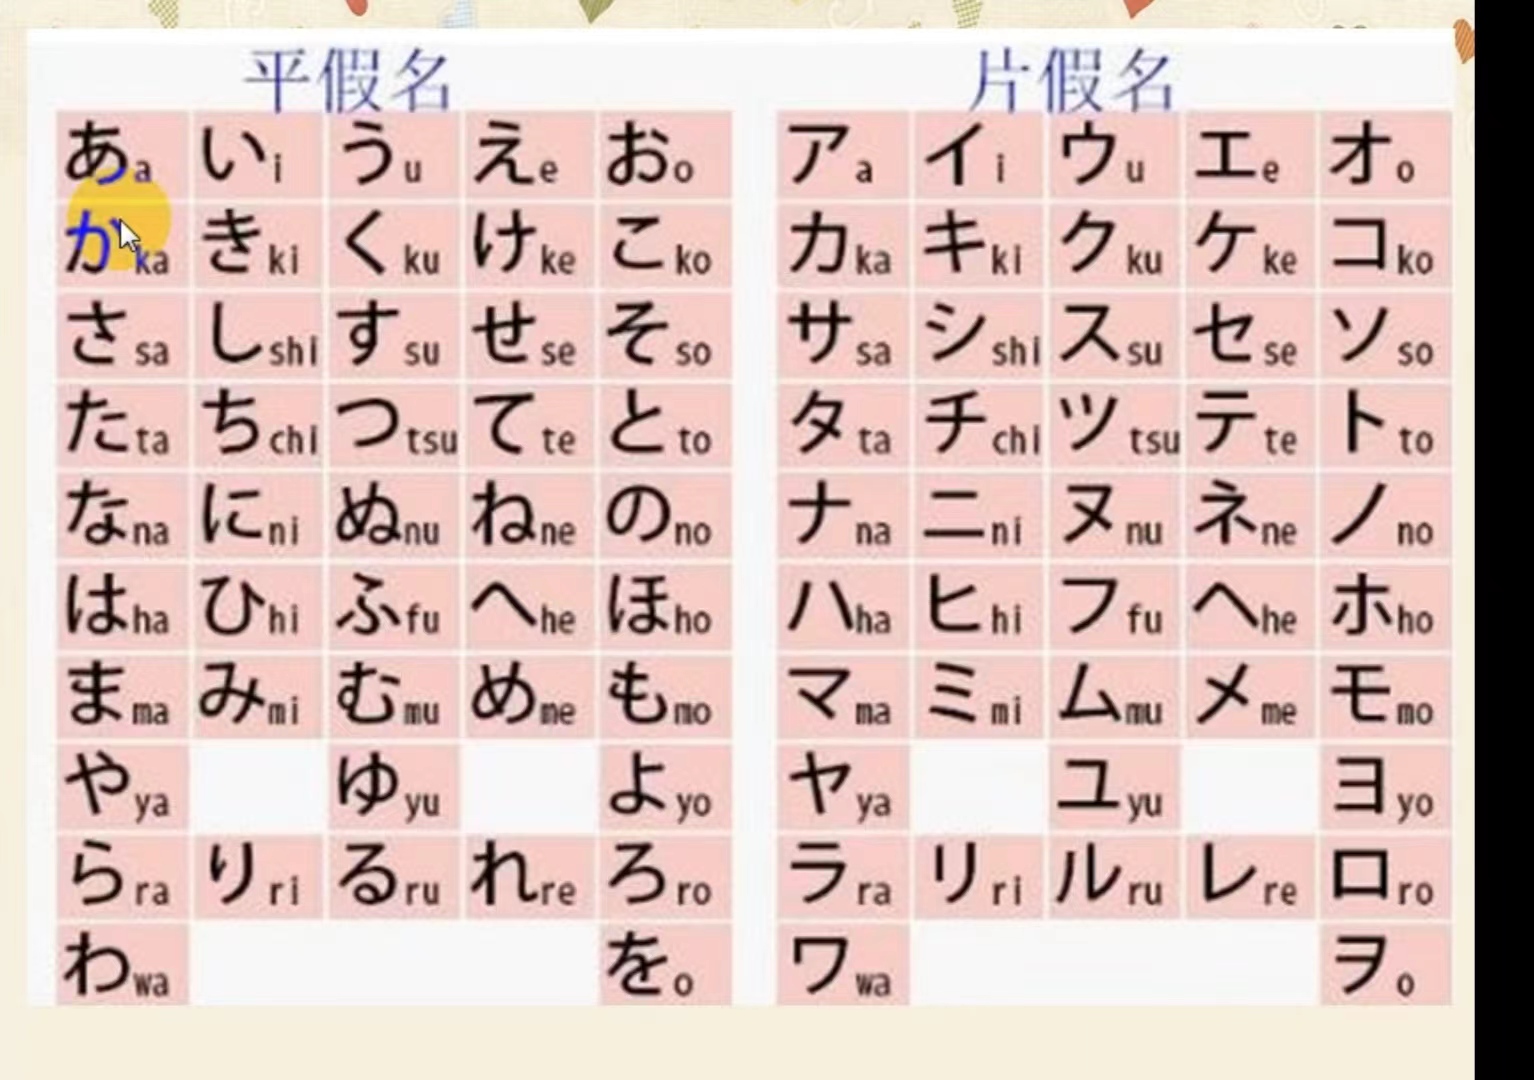 平假名 片假名
あa いi うu えe おo アa イi ウu エe オo
かka きki くku けke こko カka キki クku ケke コko
さsa しshi すsu せse そso サsa シshi スsu セse ソso
たta ちchi つtsu てte とto タta チchi ツtsu テte トto
なna にni ぬnu ねne のno ナna ニni ヌnu ネne ノno
はha ひhi ふfu へhe ほho ハha ヒhi フfu ヘhe ホho
まma みmi むmu めme もmo マma ミmi ムmu メme モmo
やya ゆyu よyo ヤya ユyu ヨyo
らra りri るru れre ろro ラra リri ルru レre ロro
わwa をo ワwa ヲo